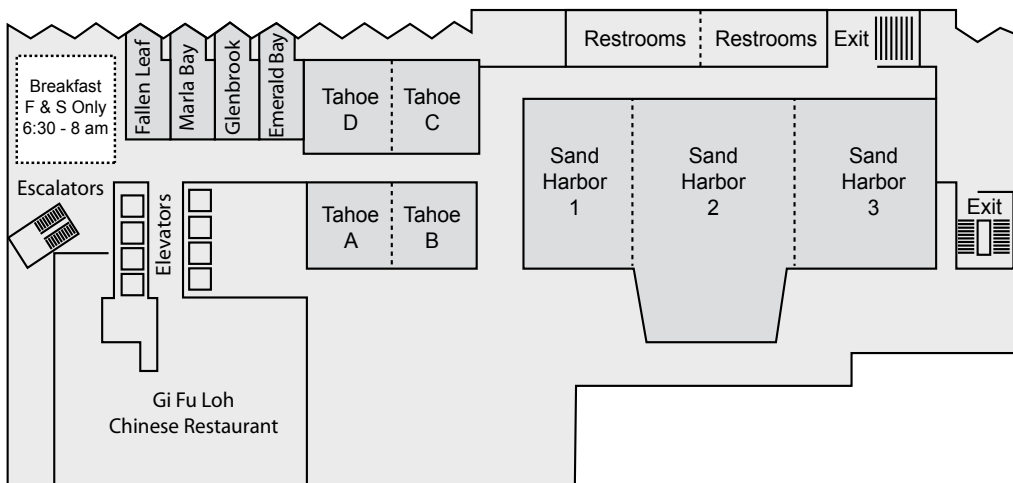 Restrooms
Restrooms
Exit
Breakfast
F & S Only
6:30 - 8 am
Fallen Leaf
Marla Bay
Glenbrook
Emerald Bay
Tahoe
D
Tahoe
C
Sand
Harbor
1
Sand
Harbor
2
Sand
Harbor
3
Escalators
Elevators
Tahoe
A
Tahoe
B
Exit
Gi Fu Loh
Chinese Restaurant